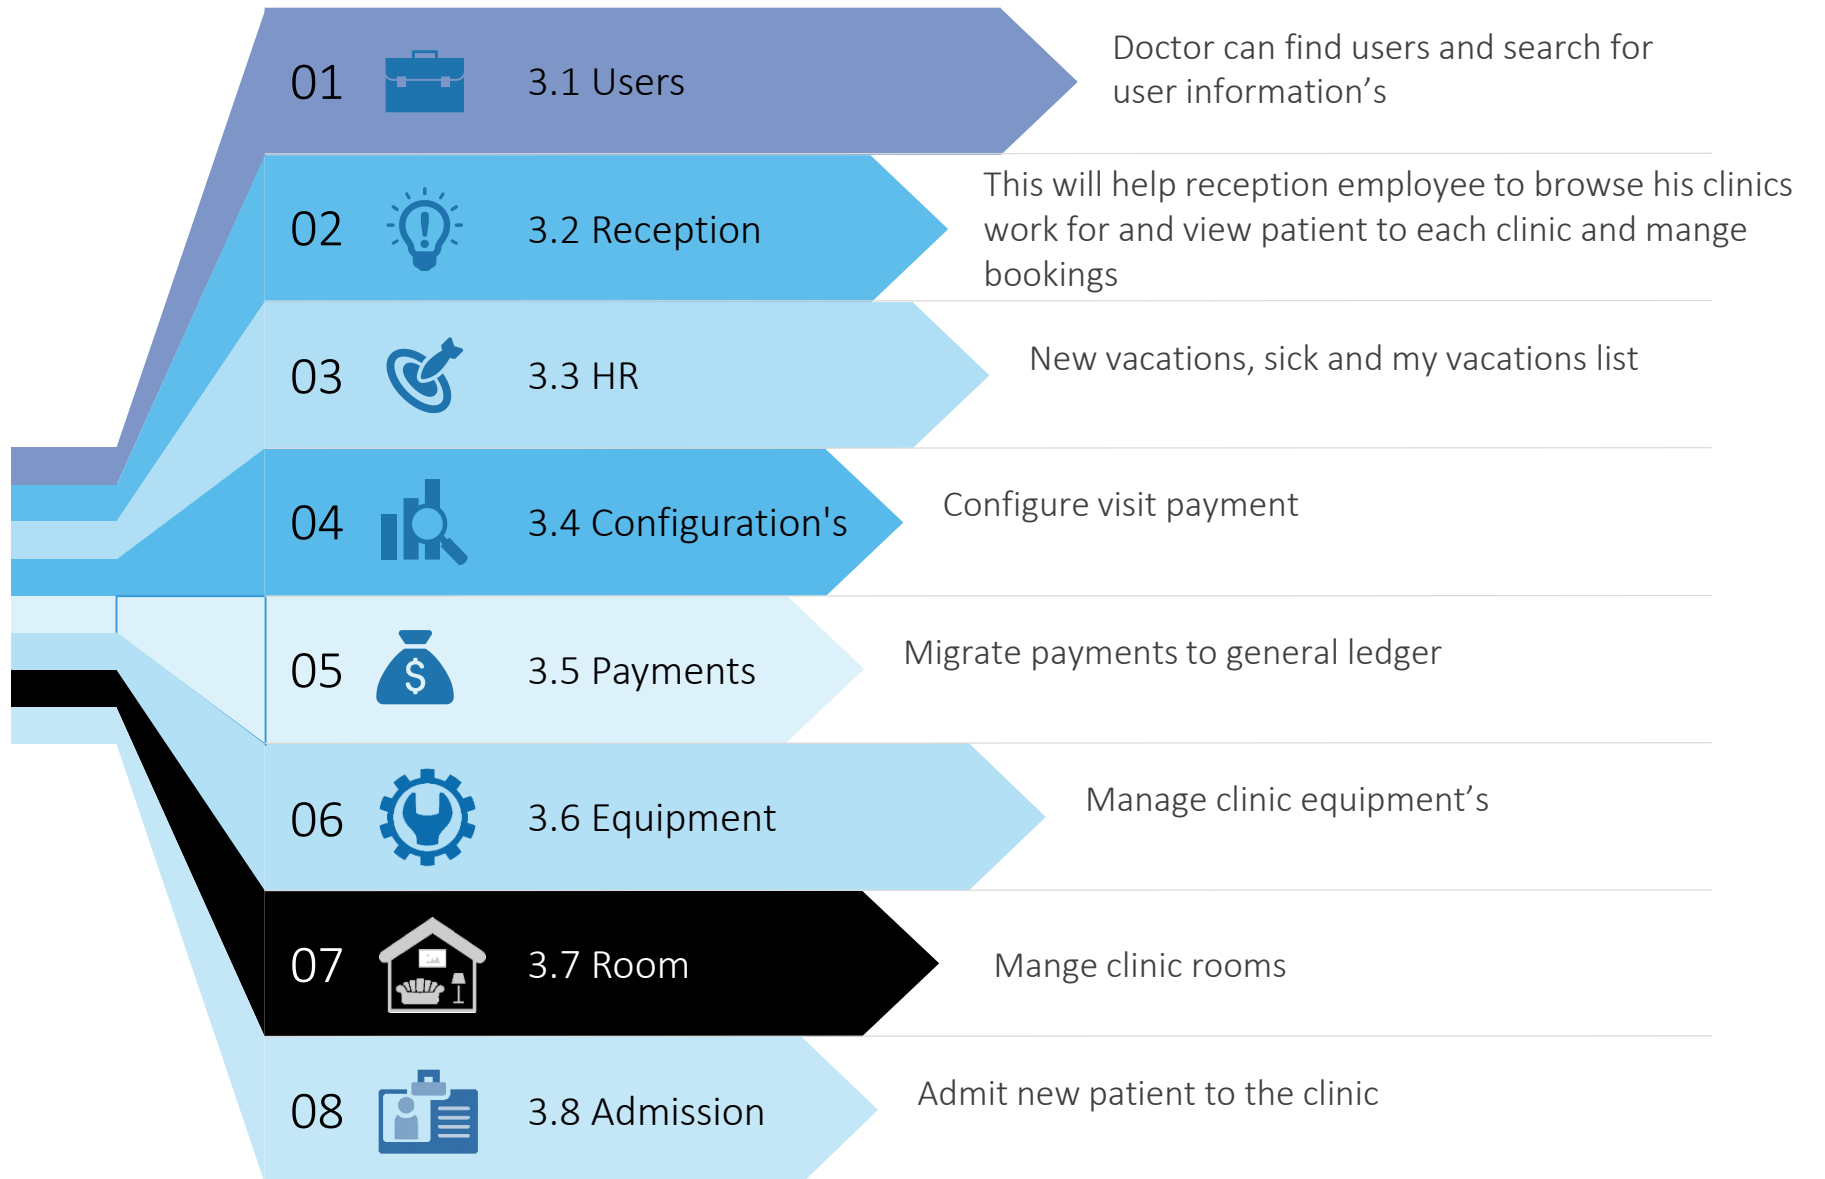 01
3.1 Users
Doctor can find users and search for
user information’s
02
3.2 Reception
This will help reception employee to browse his clinics
work for and view patient to each clinic and mange
bookings
03
3.3 HR
New vacations, sick and my vacations list
04
3.4 Configuration's
Configure visit payment
05
$
3.5 Payments
Migrate payments to general ledger
06
3.6 Equipment
Manage clinic equipment’s
07
3.7 Room
Mange clinic rooms
08
3.8 Admission
Admit new patient to the clinic